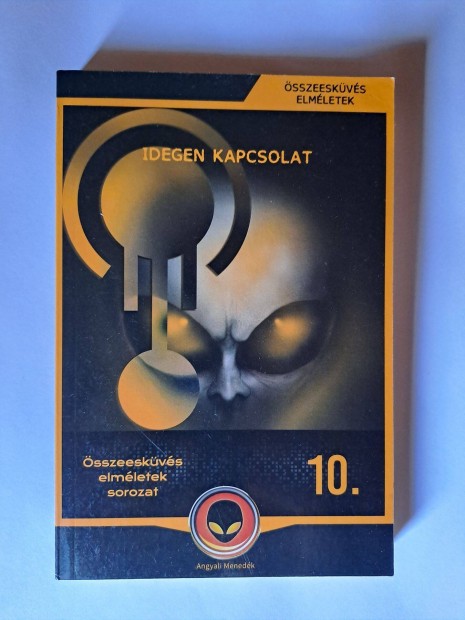 ÖSSZEESKÜVÉS
ELMÉLETEK
IDEGEN KAPCSOLAT
Összeesküvés
elméletek
sorozat
10.
Angyali Menedék